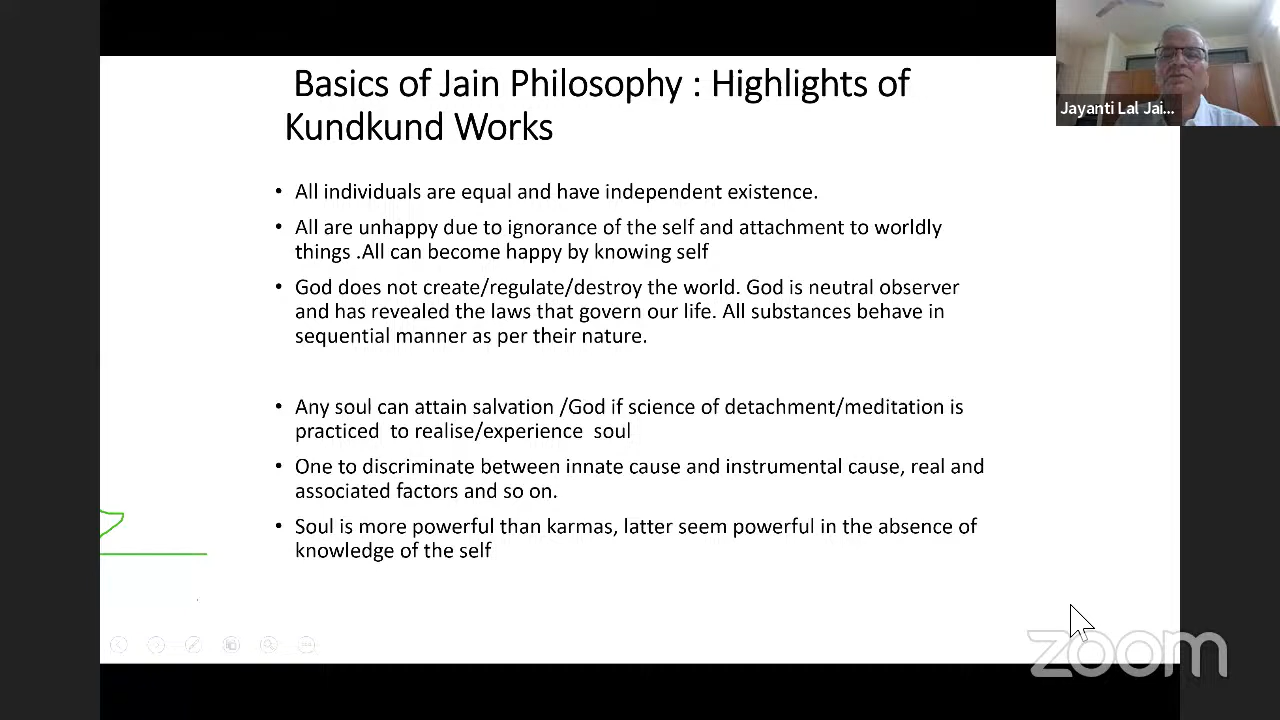 Basics of Jain Philosophy : Highlights of
Kundkund Works
• All individuals are equal and have independent existence.
• All are unhappy due to ignorance of the self and attachment to worldly
things .All can become happy by knowing self
• God does not create/regulate/destroy the world. God is neutral observer
and has revealed the laws that govern our life. All substances behave in
sequential manner as per their nature.
• Any soul can attain salvation /God if science of detachment/meditation is
practiced to realise/experience soul
• One to discriminate between innate cause and instrumental cause, real and
associated factors and so on.
• Soul is more powerful than karmas, latter seem powerful in the absence of
knowledge of the self
Jayanti Lal Jai...
zoom